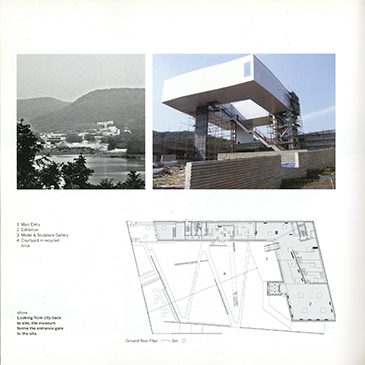 1 Main Entry
2 Exhibition
3 Model & Sculpture Gallery
4 Courtyard in recycled
brick
above
Looking from city back
to site, the museum
forms the entrance gate
to the site.
Ground floor Plan
5m